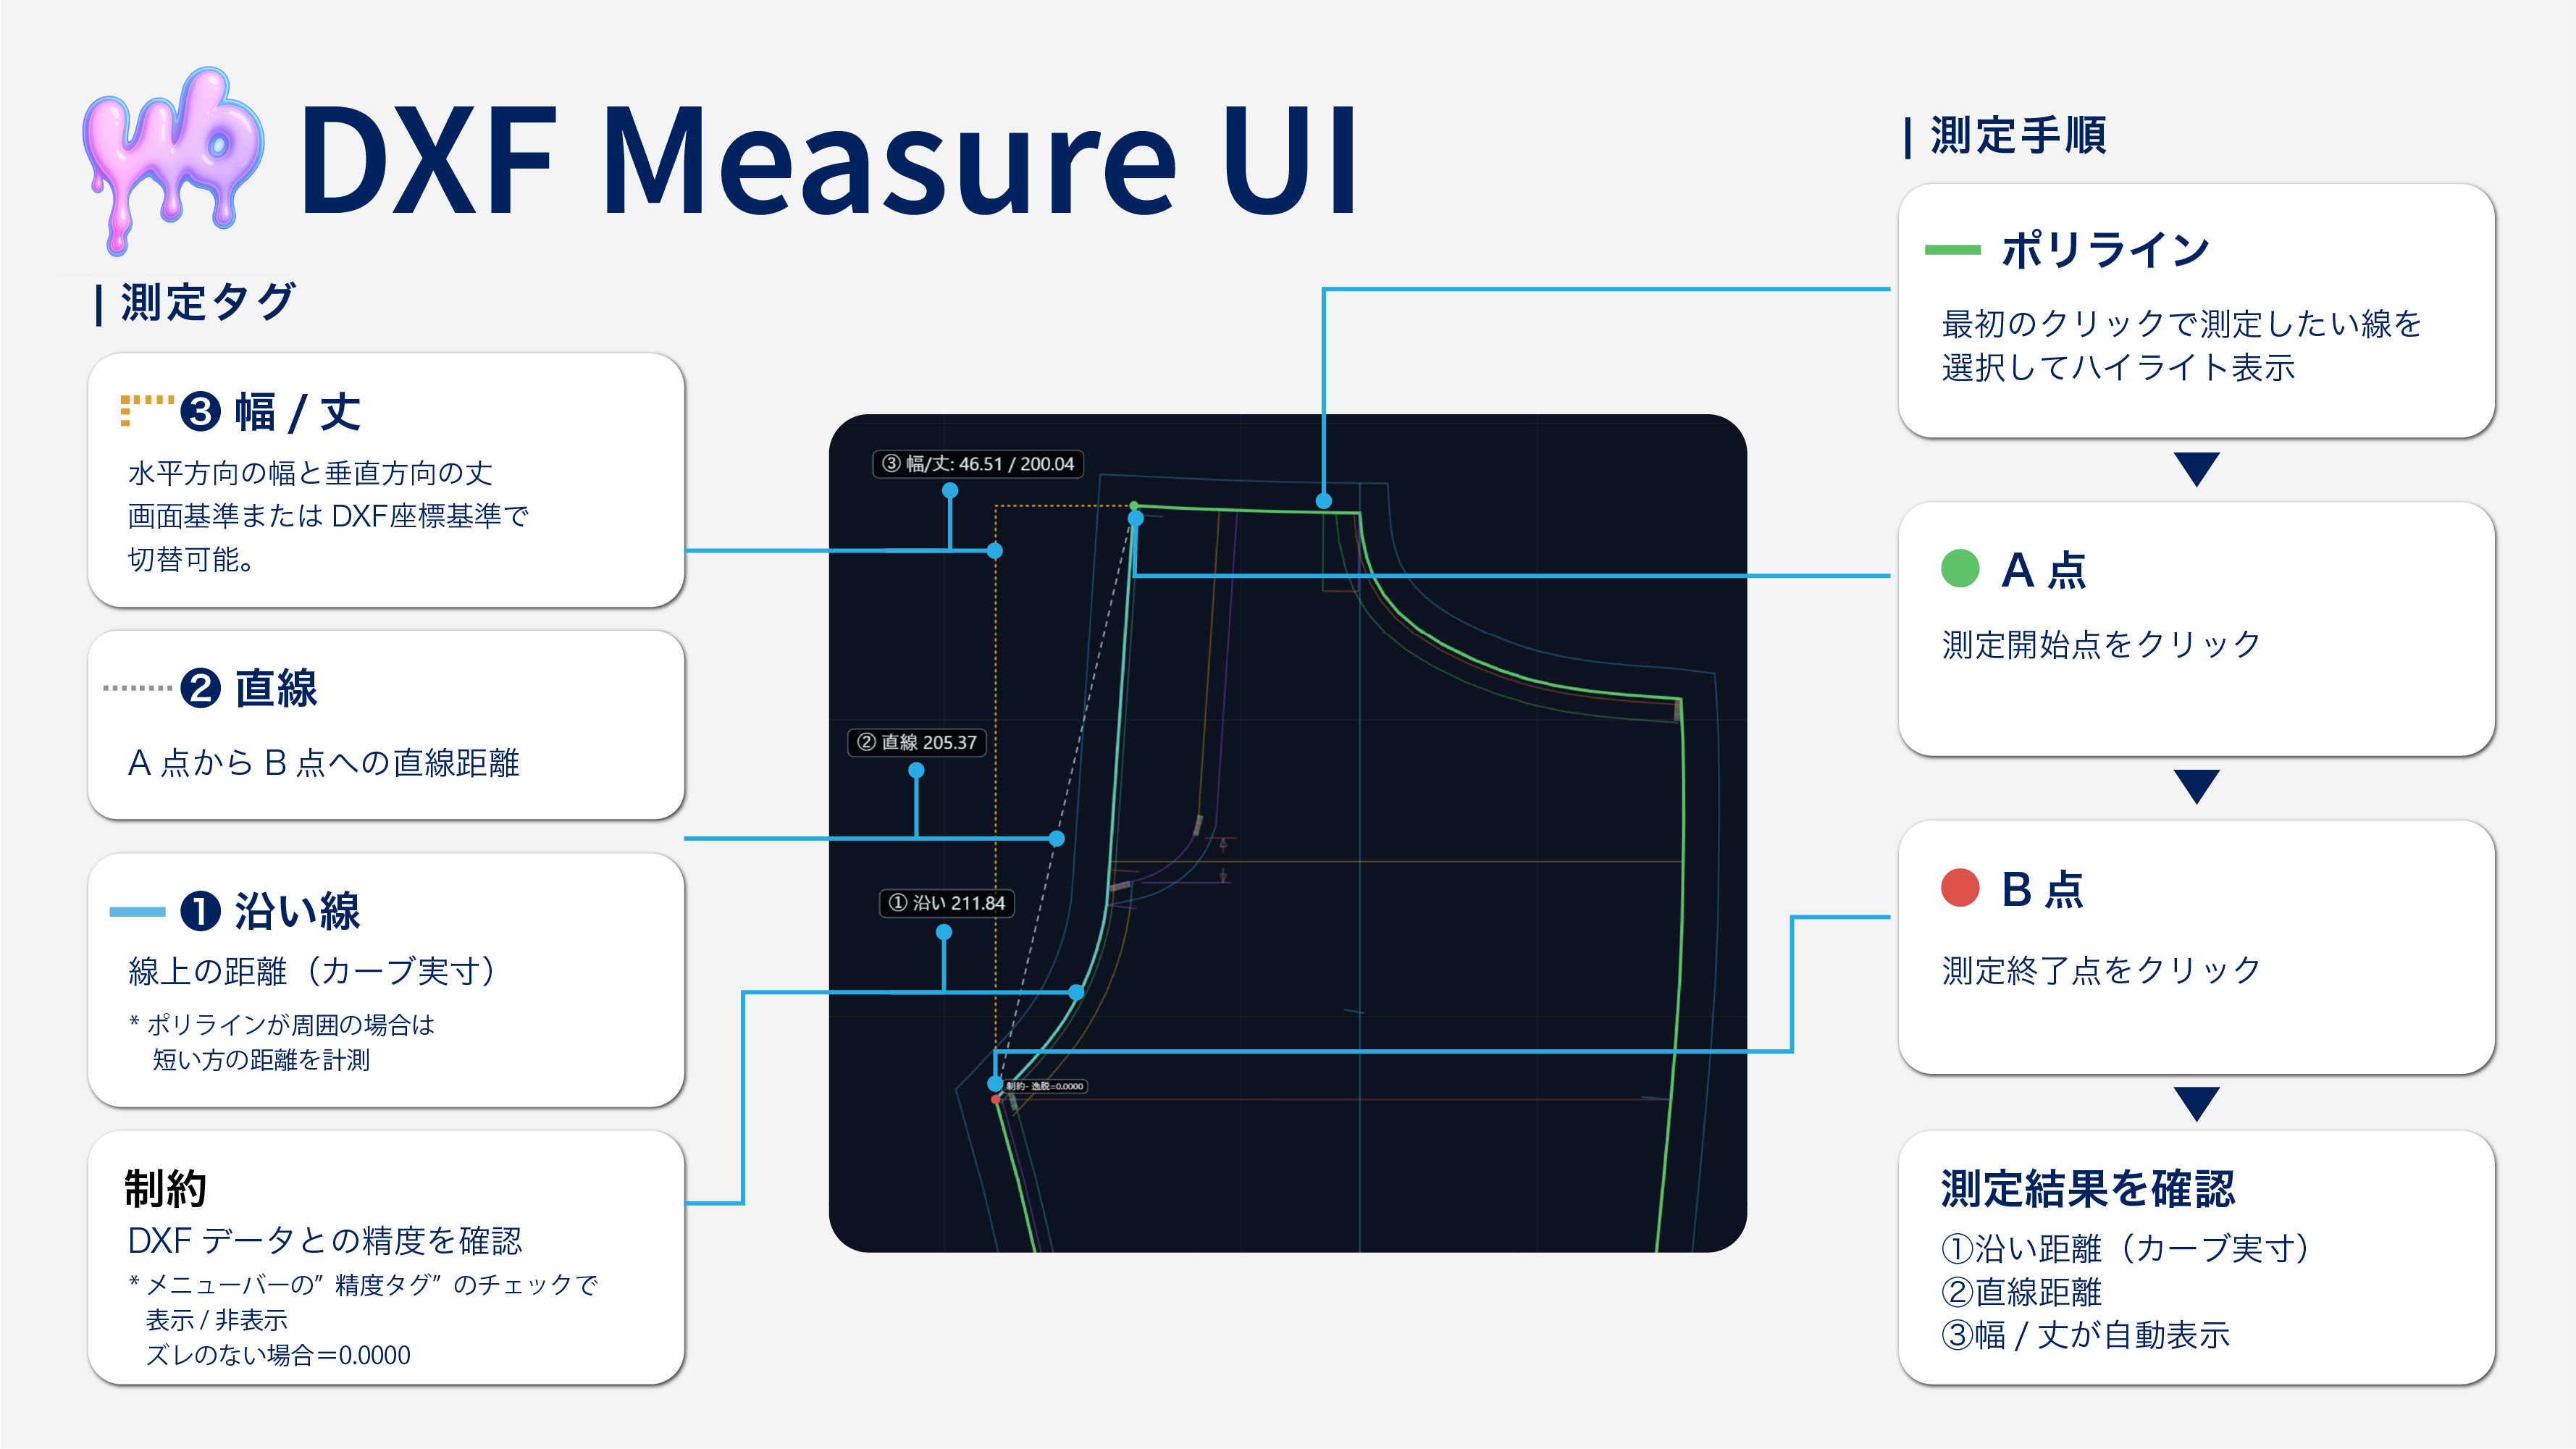 wb
DXF Measure UI
| 測定タグ
❸ 幅 / 丈
水平方向の幅と垂直方向の丈
画面基準または DXF座標基準で
切替可能。
❷ 直線
A 点から B 点への直線距離
❶ 沿い線
線上の距離（カーブ実寸）
* ポリラインが周囲の場合は
短い方の距離を計測
制約
DXF データとの精度を確認
* メニューバーの”精度タグ”のチェックで
表示 / 非表示
ズレのない場合＝0.0000
③ 幅/丈: 46.51 / 200.04
② 直線 205.37
① 沿い 211.84
制約- 逸脱=0.0000
| 測定手順
ポリライン
最初のクリックで測定したい線を
選択してハイライト表示
A 点
測定開始点をクリック
B 点
測定終了点をクリック
測定結果を確認
①沿い距離（カーブ実寸）
②直線距離
③幅 / 丈が自動表示